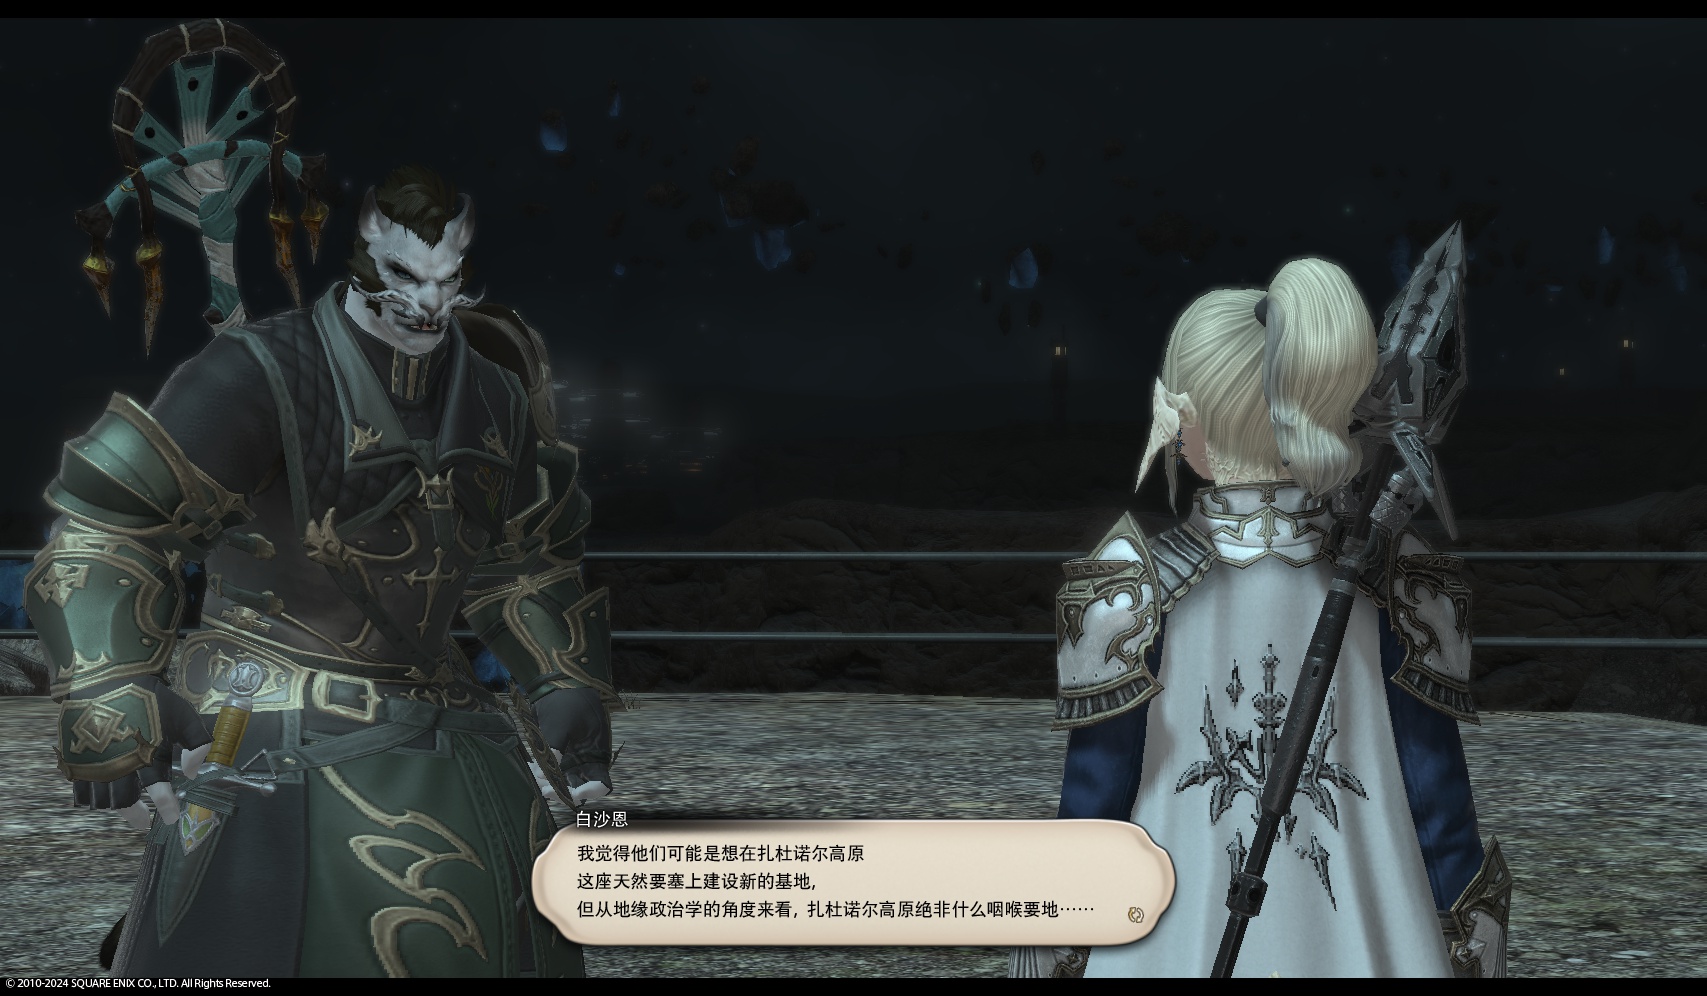 白沙恩
我觉得他们可能是想在扎杜诺尔高原
这座天然要塞上建设新的基地，
但从地缘政治学的角度来看，扎杜诺尔高原绝非什么咽喉要地……
© 2010-2024 SQUARE ENIX CO., LTD. All Rights Reserved.